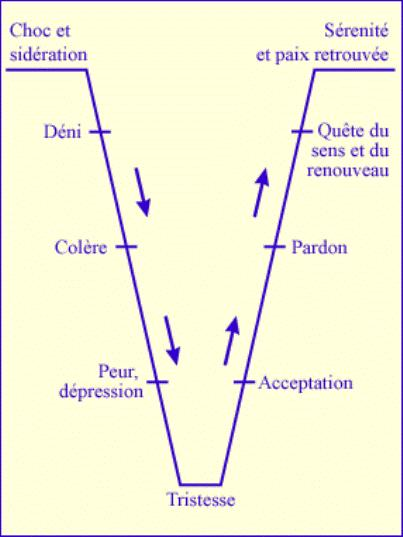 Choc et
sidération
Déni
Colère
Peur,
dépression
Tristesse
Acceptation
Pardon
Quête du
sens et du
renouveau
Sérenité
et paix retrouvée